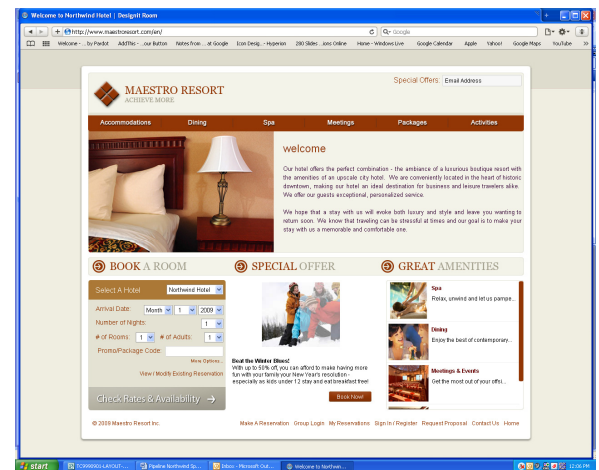 Welcome to Northwind Hotel | DesignIt Room
http://www.maestroresort.com/en/
Q- Google
Welcome - ... by Pardot AddThis - ...our Button Notes from ...at Google Icon Desig...- Hyperion 280 Slides ...ions Online Home - Windows Live Google Calendar Apple Yahoo! Google Maps YouTube »
Special Offers: Email Address
MAESTRO RESORT
ACHIEVE MORE
Accommodations Dining Spa Meetings Packages Activities
welcome
Our hotel offers the perfect combination - the ambiance of a luxurious boutique resort with
the amenities of an upscale city hotel. We are conveniently located in the heart of historic
downtown, making our hotel an ideal destination for business and leisure travelers alike.
We offer our guests exceptional, personalized service.
We hope that a stay with us will evoke both luxury and style and leave you wanting to
return soon. We know that traveling can be stressful at times and our goal is to make your
stay with us a memorable and comfortable one.
BOOK A ROOM SPECIAL OFFER GREAT AMENITIES
Select A Hotel Northwind Hotel
Arrival Date: Month 1 2009
Number of Nights: 1
# of Rooms: 1 # of Adults: 1
Promo/Package Code:
More Options...
View / Modify Existing Reservation
Check Rates & Availability →
Beat the Winter Blues!
With up to 50% off, you can afford to have more
fun with your family your New Year's resolution -
especially as kids under 12 stay and eat breakfast free!
Book Now!
Spa
Relax, unwind and let us pampe...
Dining
Enjoy the best of contemporary...
Meetings & Events
Get the most out of your offsi...
© 2009 Maestro Resort Inc. Make A Reservation Group Login My Reservations Sign In / Register Request Proposal Contact Us Home
start TC9990901-LAYOUT-... Pipeline Northwind Sp... Inbox - Microsoft Out... Welcome to Northwin... 12:06 PM